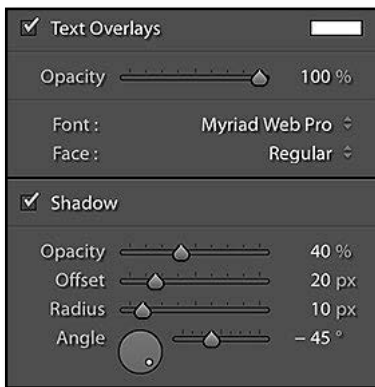 Text Overlays
Opacity 100 %
Font : Myriad Web Pro
Face : Regular
Shadow
Opacity 40 %
Offset 20 px
Radius 10 px
Angle – 45 °